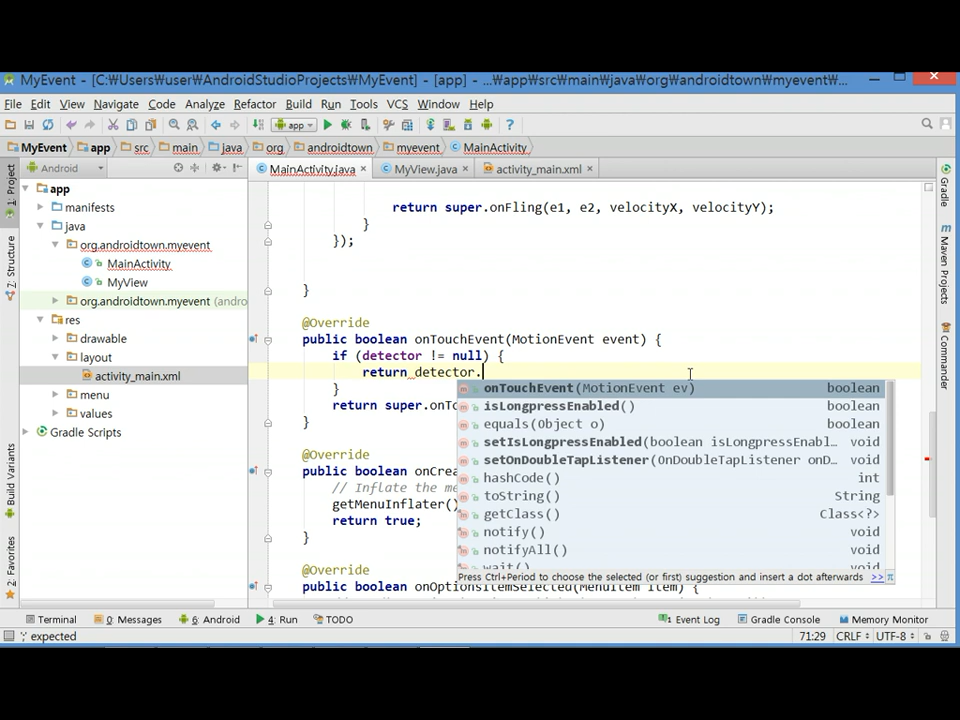 MyEvent - [C:₩Users₩user₩AndroidStudioProjects₩MyEvent] - [app] - ...₩app₩src₩main₩java₩org₩androidtown₩myevent₩...
File Edit View Navigate Code Analyze Refactor Build Run Tools VCS Window Help
app
MyEvent app src main java org androidtown myevent MainActivity
Android
MainActivity.java MyView.java activity_main.xml
app
manifests
java
org.androidtown.myevent
MainActivity
MyView
org.androidtown.myevent (andro
res
drawable
layout
activity_main.xml
menu
values
Gradle Scripts
1: Project
7: Structure
Build Variants
2: Favorites
return super.onFling(e1, e2, velocityX, velocityY);
}
});
}
@Override
public boolean onTouchEvent(MotionEvent event) {
if (detector != null) {
return detector.
}
return super.onTo
}
@Override
public boolean onCrea
// Inflate the me
getMenuInflater()
return true;
}
@Override
public boolean onOptionsItemSelected(MenuItem item) {
onTouchEvent(MotionEvent ev) boolean
isLongpressEnabled() boolean
equals(Object o) boolean
setIsLongpressEnabled(boolean isLongpressEnabl... void
setOnDoubleTapListener(OnDoubleTapListener onD... void
hashCode() int
toString() String
getClass() Class<?>
notify() void
notifyAll() void
wait() void
Press Ctrl+Period to choose the selected (or first) suggestion and insert a dot afterwards >> π
Gradle
Maven Projects
Commander
Terminal 0: Messages 6: Android 4: Run TODO
Event Log Gradle Console Memory Monitor
';' expected
71:29 CRLF UTF-8